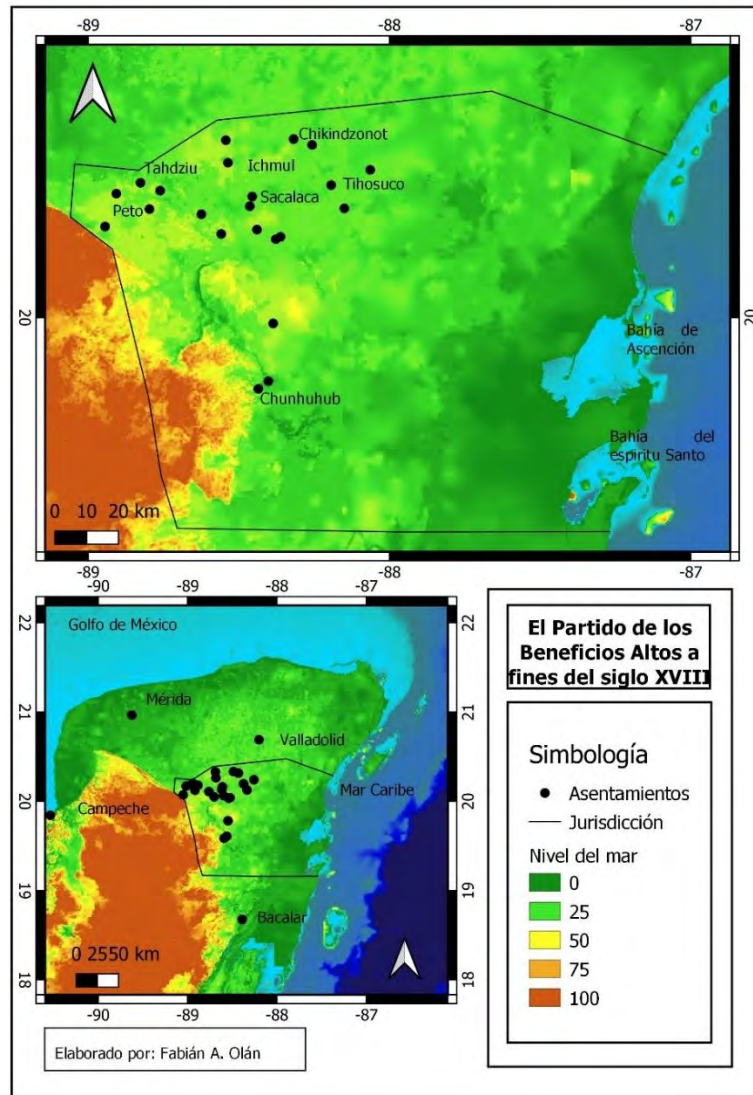 -89
-88
-87
Chikindzonot
Tahdziu
Ichmul
Tihosuco
Sacalaca
Peto
20
20
Bahía de
Ascención
Chunhuhub
Bahía del
espiritu Santo
0 10 20 km
-89
-88
-87
-90
-89
-88
-87
22
22
Golfo de México
21
21
Mérida
Valladolid
20
20
Mar Caribe
Campeche
19
19
Bacalar
0 2550 km
18
18
-90
-89
-88
-87
Elaborado por: Fabián A. Olán
El Partido de los
Beneficios Altos a
fines del siglo XVIII
Simbología
Asentamientos
Jurisdicción
Nivel del mar
0
25
50
75
100